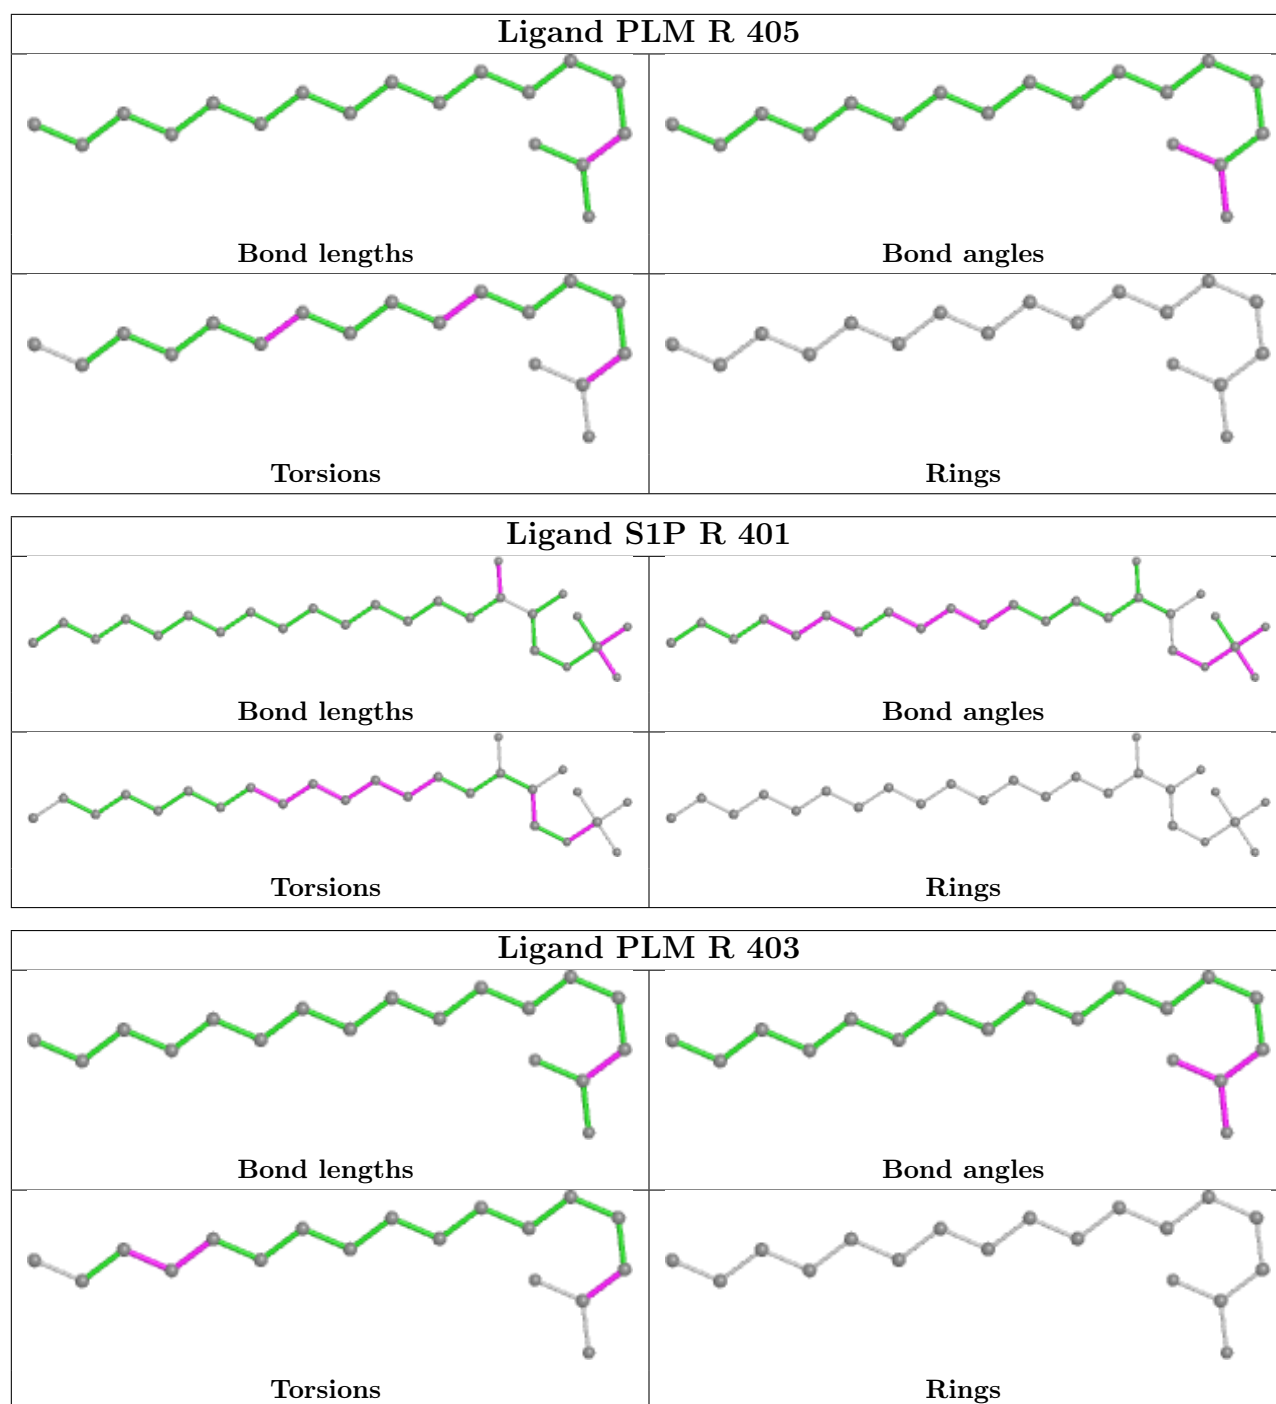 Ligand PLM R 405
Bond lengths
Bond angles
Torsions
Rings
Ligand S1P R 401
Bond lengths
Bond angles
Torsions
Rings
Ligand PLM R 403
Bond lengths
Bond angles
Torsions
Rings